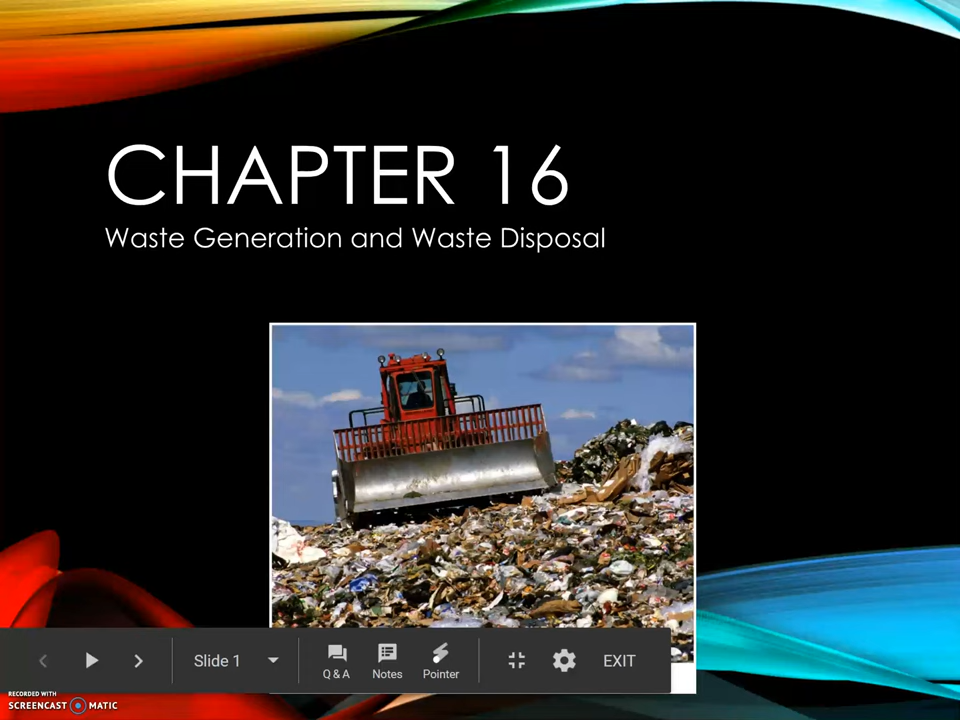 CHAPTER 16
Waste Generation and Waste Disposal
Slide 1
Q & A
Notes
Pointer
EXIT
RECORDED WITH
SCREENCAST MATIC